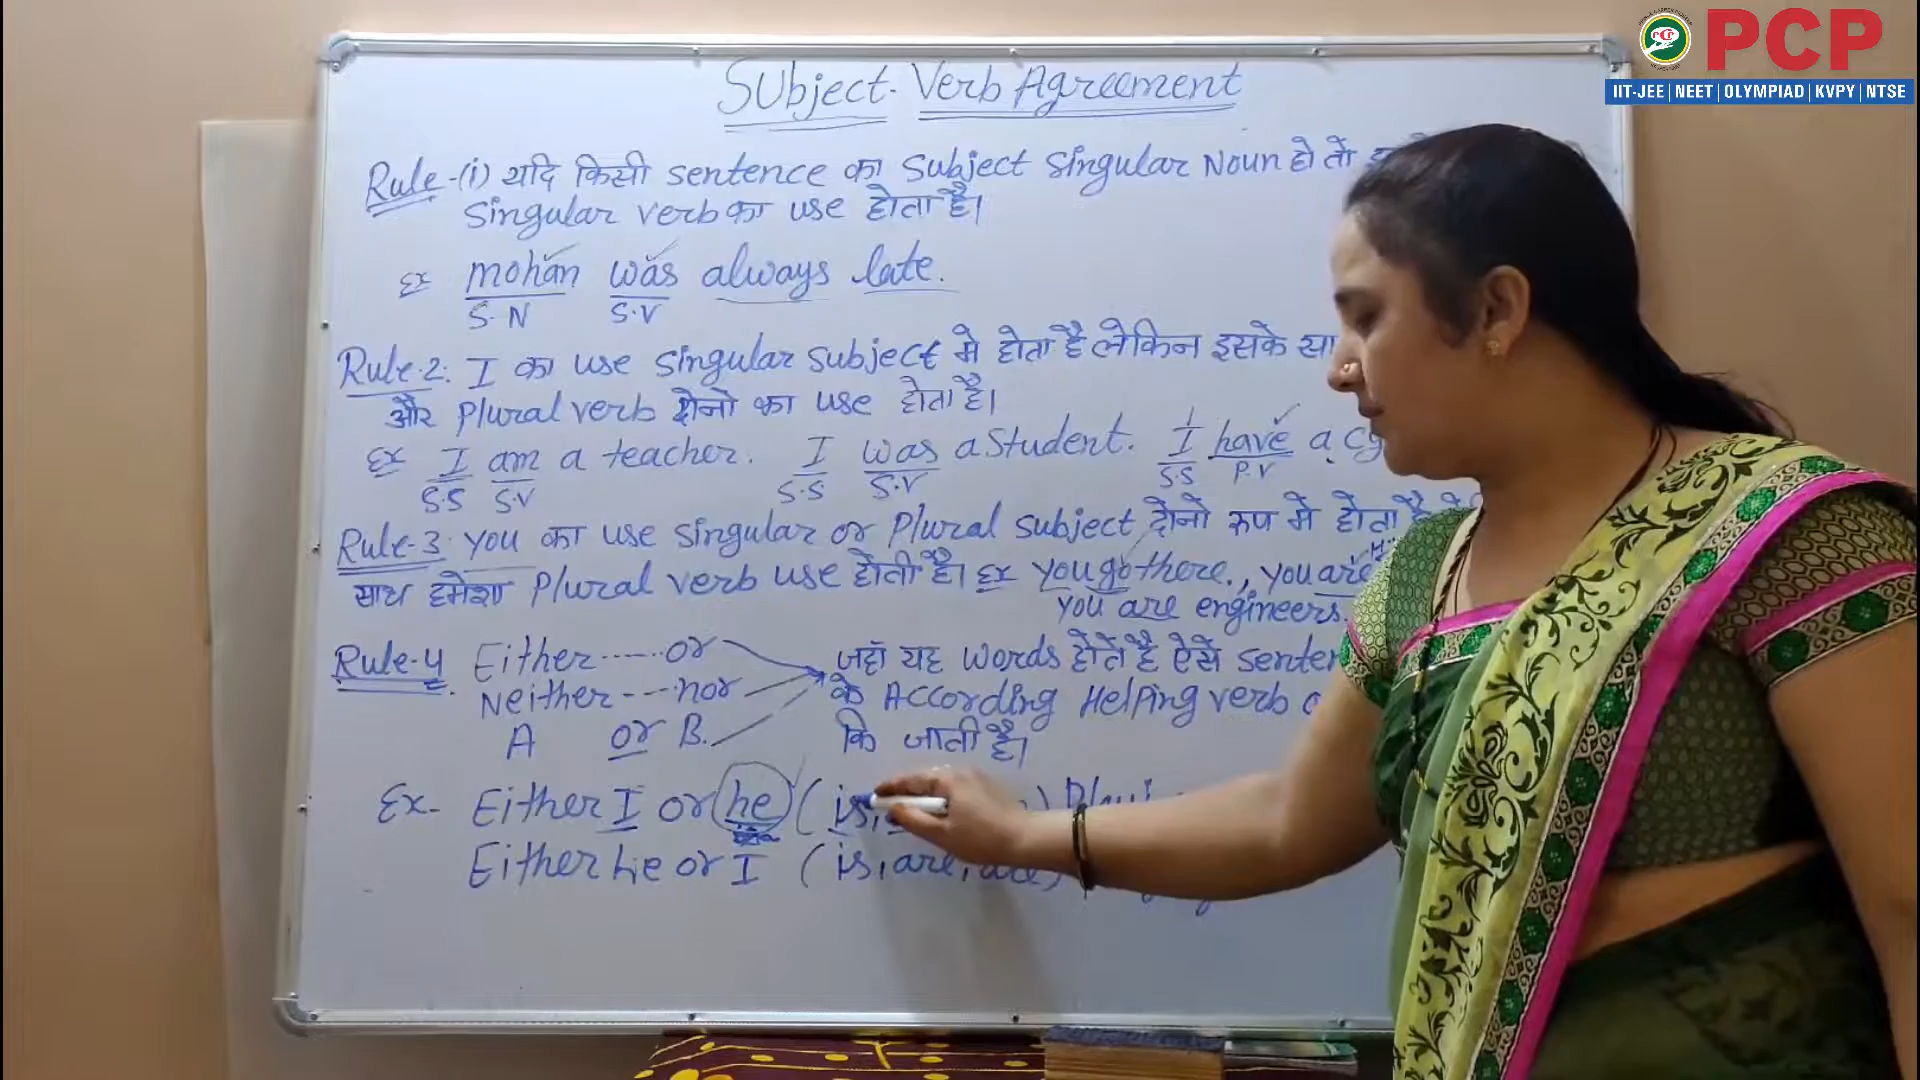 PCP
PCP
IIT-JEE | NEET | OLYMPIAD | KVPY | NTSE
Subject-Verb Agreement
Rule-(i) यदि किसी sentence का Subject Singular Noun हो तो
Singular verb का use होता है।
Ex mohan was always late.
S.N S.V
Rule-2. I का use singular subject मे होता है लेकिन इसके
और Plural verb दोनो का use होता है।
Ex I am a teacher. I was a student. I have a
S.S S.V S.S S.V S.S P.V
Rule-3. You का use singular or Plural subject दोनो रूप मे होता है
साथ हमेशा Plural verb use होती है। Ex You go there., you are
You are engineers.
Rule-4 Either ----- or जहाँ यह words होते है ऐसें
Neither --- nor के According Helping verb
A or B. कि जाती है।
Ex- Either I or he (is,
Either he or I (is, are,